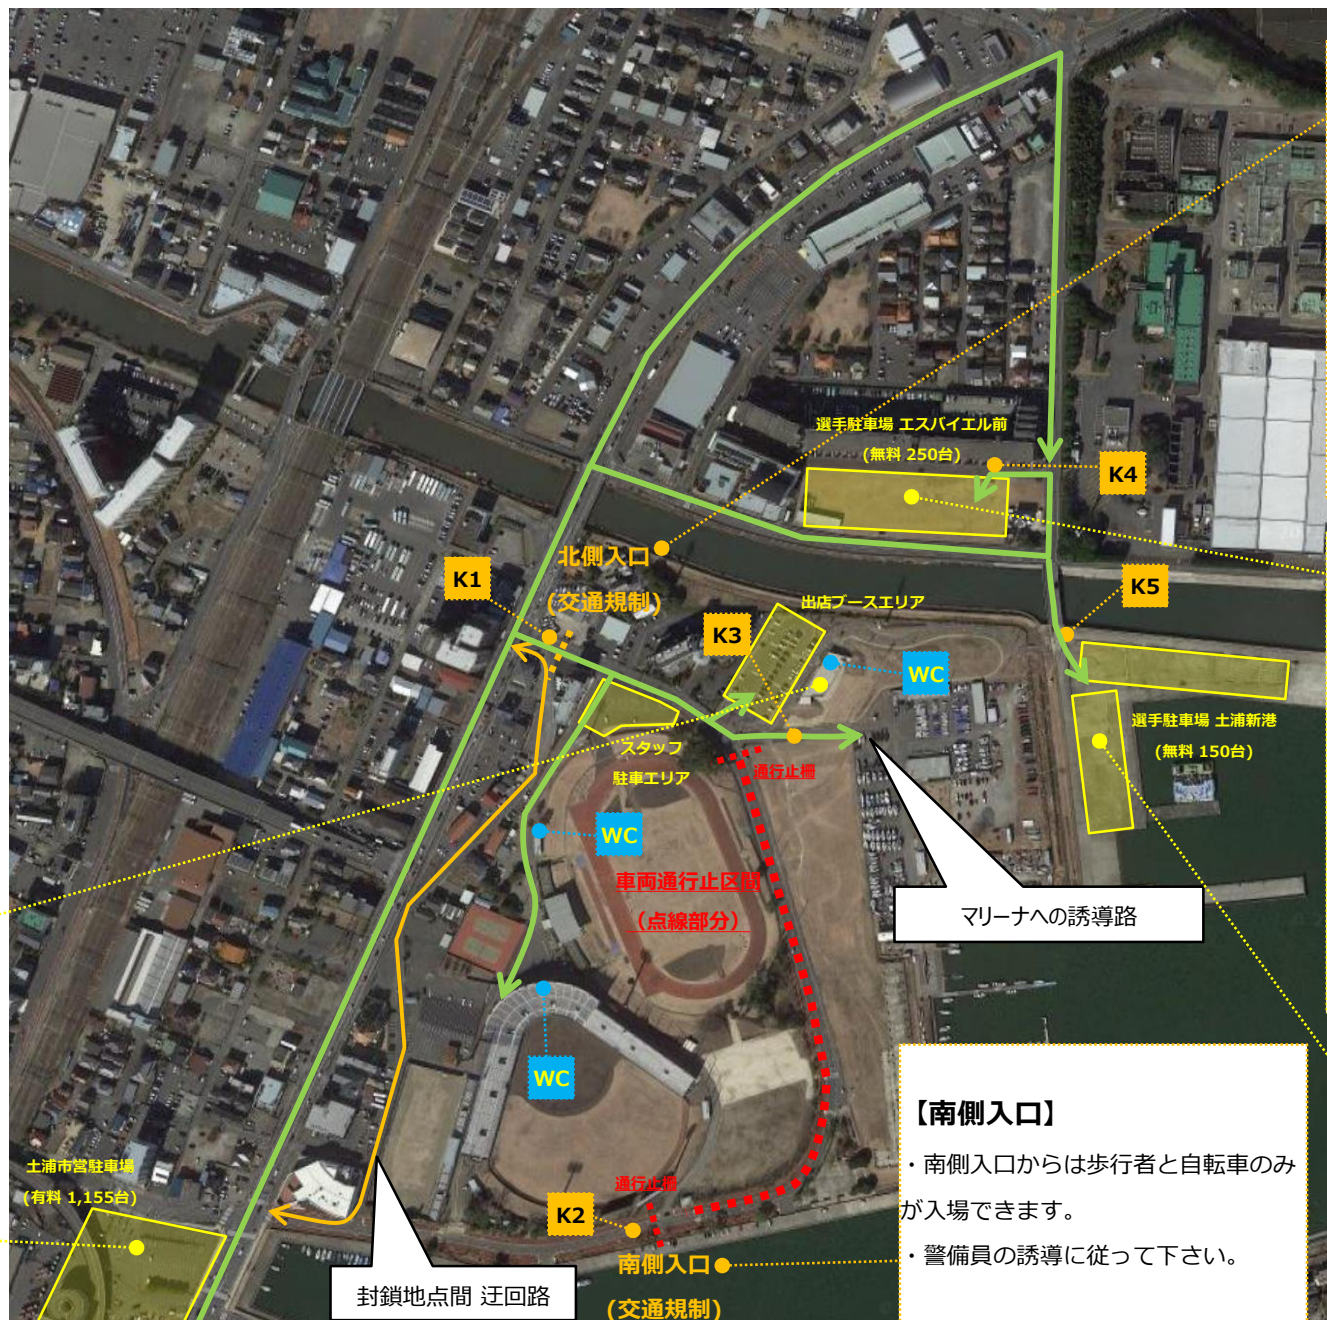 選手駐車場 エスバイエル前
(無料 250台)
K4
北側入口
(交通規制)
K1
K5
出店ブースエリア
K3
WC
選手駐車場 土浦新港
(無料 150台)
スタッフ
駐車エリア
通行止柵
WC
車両通行止区間
(点線部分)
マリーナへの誘導路
WC
【南側入口】
・南側入口からは歩行者と自転車のみ
が入場できます。
・警備員の誘導に従って下さい。
土浦市営駐車場
(有料 1,155台)
通行止柵
K2
南側入口
(交通規制)
封鎖地点間 迂回路